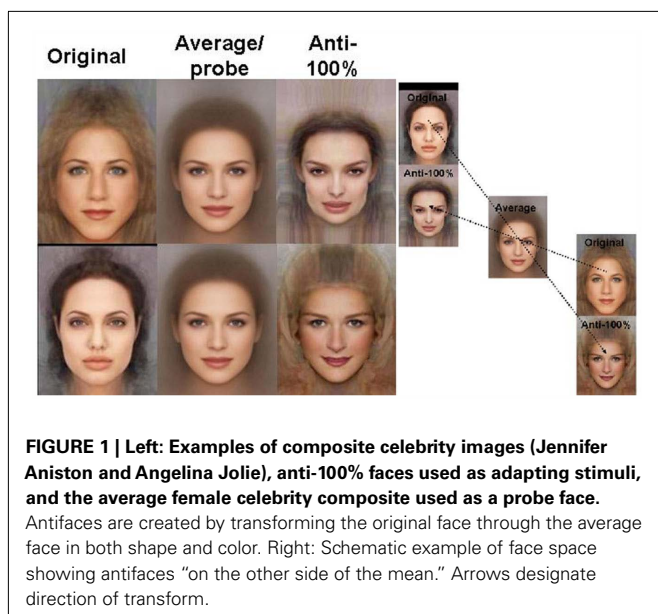 Original
Average/
probe
Anti-
100%
Original
Anti-100%
Average
Original
Anti-100%
FIGURE 1 | Left: Examples of composite celebrity images (Jennifer
Aniston and Angelina Jolie), anti-100% faces used as adapting stimuli,
and the average female celebrity composite used as a probe face.
Antifaces are created by transforming the original face through the average
face in both shape and color. Right: Schematic example of face space
showing antifaces “on the other side of the mean.” Arrows designate
direction of transform.